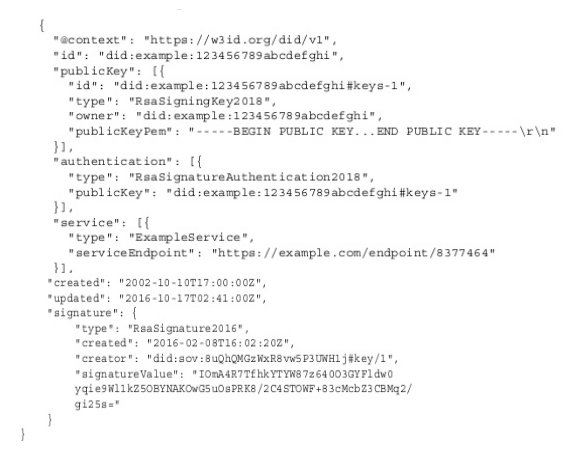 {
"@context": "https://w3id.org/did/v1",
"id": "did:example:123456789abcdefghi",
"publicKey": [{
"id": "did:example:123456789abcdefghi#keys-1",
"type": "RsaSigningKey2018",
"owner": "did:example:123456789abcdefghi",
"publicKeyPem": "-----BEGIN PUBLIC KEY...END PUBLIC KEY-----\r\n"
}],
"authentication": [{
"type": "RsaSignatureAuthentication2018",
"publicKey": "did:example:123456789abcdefghi#keys-1"
}],
"service": [{
"type": "ExampleService",
"serviceEndpoint": "https://example.com/endpoint/8377464"
}],
"created": "2002-10-10T17:00:00Z",
"updated": "2016-10-17T02:41:00Z",
"signature": {
"type": "RsaSignature2016",
"created": "2016-02-08T16:02:20Z",
"creator": "did:sov:8uQhQMGzWxR8vw5P3UWH1j#key/1",
"signatureValue": "IOmA4R7TfhkYTYW87z640O3GYFldw0
yqie9Wl1kZ5OBYNAKOwG5uOsPRK8/2C4STOWF+83cMcbZ3CBMq2/
gi25s="
}
}